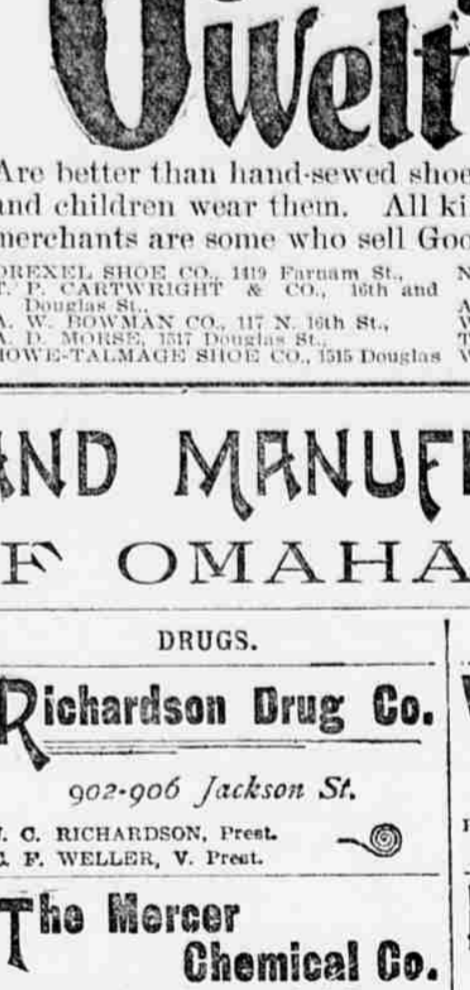 Welt
Are better than hand-sewed shoe
and children wear them. All ki
merchants are some who sell Goo
DREXEL SHOE CO., 1419 Farnam St.,
T. P. CARTWRIGHT & CO., 16th and
Douglas St.,
A. W. BOWMAN CO., 117 N. 16th St.,
A. D. MORSE, 1517 Douglas St.,
HOWE-TALMAGE SHOE CO., 1515 Douglas
AND MANUF
F OMAHA
DRUGS.
Richardson Drug Co.
902-906 Jackson St.
J. C. RICHARDSON, Prest.
C. F. WELLER, V. Prest.
The Mercer
Chemical Co.